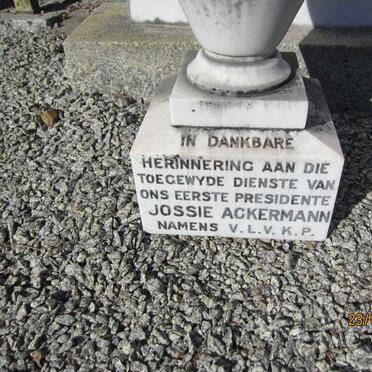 IN DANKBARE
HERINNERING AAN DIE
TOEGEWYDE DIENSTE VAN
ONS EERSTE PRESIDENTE
JOSSIE ACKERMANN
NAMENS V.L.V.K.P.
23/